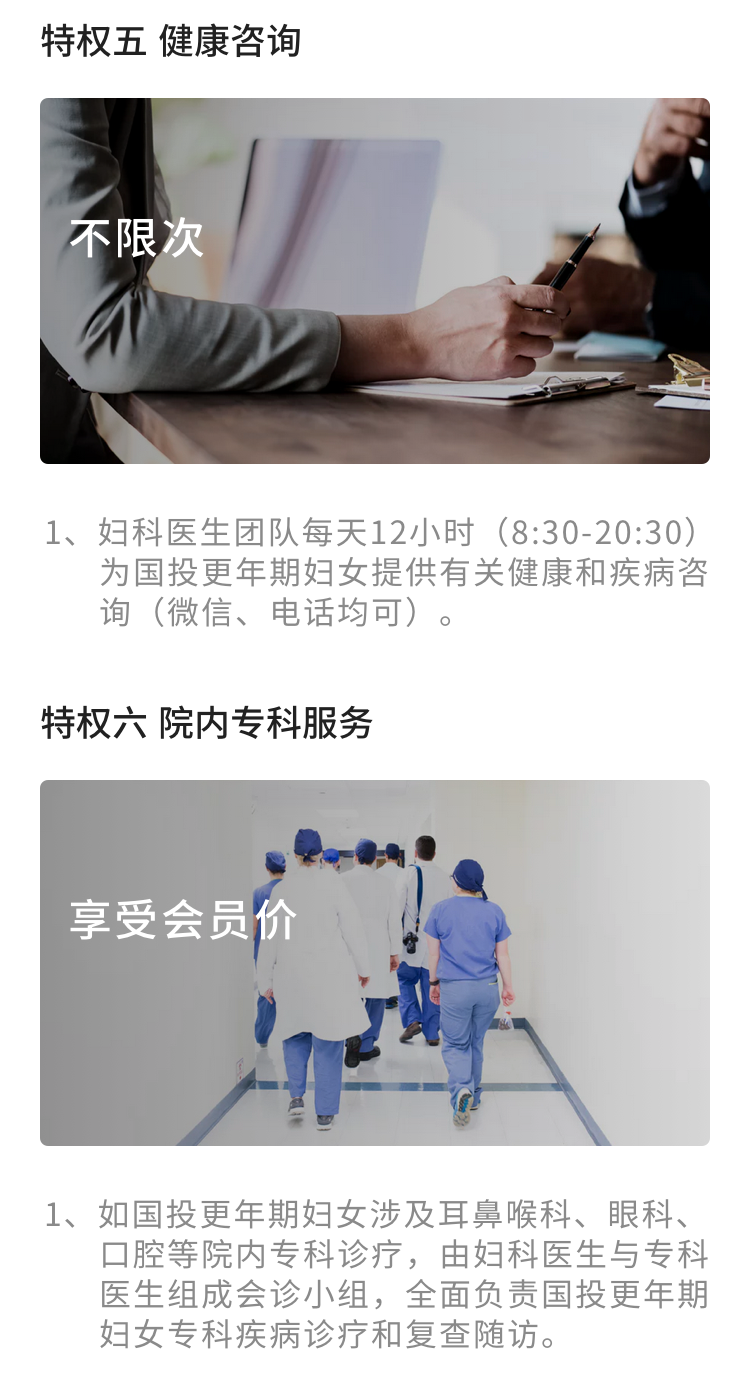 特权五 健康咨询
不限次
1、妇科医生团队每天12小时（8:30-20:30）
为国投更年期妇女提供有关健康和疾病咨
询（微信、电话均可）。
特权六 院内专科服务
享受会员价
1、如国投更年期妇女涉及耳鼻喉科、眼科、
口腔等院内专科诊疗，由妇科医生与专科
医生组成会诊小组，全面负责国投更年期
妇女专科疾病诊疗和复查随访。